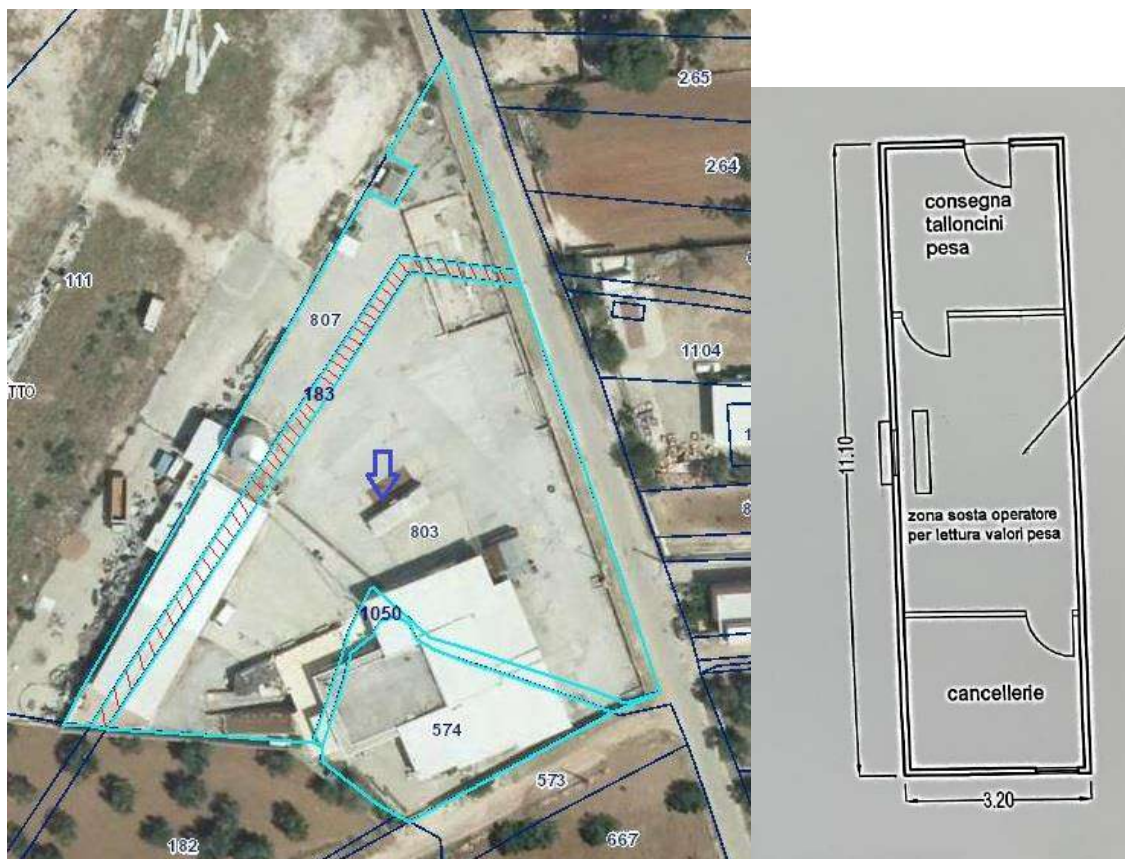 265
264
111
807
1104
TTO
183
803
1050
574
573
182
667
consegna
talloncini
pesa
11.10
zona sosta operatore
per lettura valori pesa
cancellerie
3.20